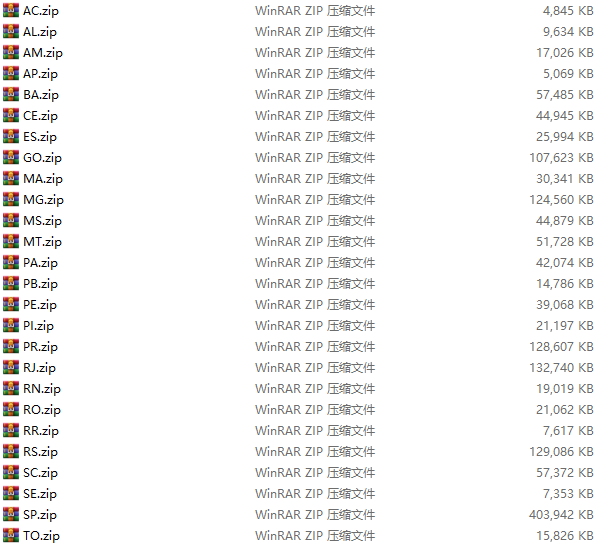 AC.zip WinRAR ZIP 压缩文件 4,845 KB
AL.zip WinRAR ZIP 压缩文件 9,634 KB
AM.zip WinRAR ZIP 压缩文件 17,026 KB
AP.zip WinRAR ZIP 压缩文件 5,069 KB
BA.zip WinRAR ZIP 压缩文件 57,485 KB
CE.zip WinRAR ZIP 压缩文件 44,945 KB
ES.zip WinRAR ZIP 压缩文件 25,994 KB
GO.zip WinRAR ZIP 压缩文件 107,623 KB
MA.zip WinRAR ZIP 压缩文件 30,341 KB
MG.zip WinRAR ZIP 压缩文件 124,560 KB
MS.zip WinRAR ZIP 压缩文件 44,879 KB
MT.zip WinRAR ZIP 压缩文件 51,728 KB
PA.zip WinRAR ZIP 压缩文件 42,074 KB
PB.zip WinRAR ZIP 压缩文件 14,786 KB
PE.zip WinRAR ZIP 压缩文件 39,068 KB
PI.zip WinRAR ZIP 压缩文件 21,197 KB
PR.zip WinRAR ZIP 压缩文件 128,607 KB
RJ.zip WinRAR ZIP 压缩文件 132,740 KB
RN.zip WinRAR ZIP 压缩文件 19,019 KB
RO.zip WinRAR ZIP 压缩文件 21,062 KB
RR.zip WinRAR ZIP 压缩文件 7,617 KB
RS.zip WinRAR ZIP 压缩文件 129,086 KB
SC.zip WinRAR ZIP 压缩文件 57,372 KB
SE.zip WinRAR ZIP 压缩文件 7,353 KB
SP.zip WinRAR ZIP 压缩文件 403,942 KB
TO.zip WinRAR ZIP 压缩文件 15,826 KB